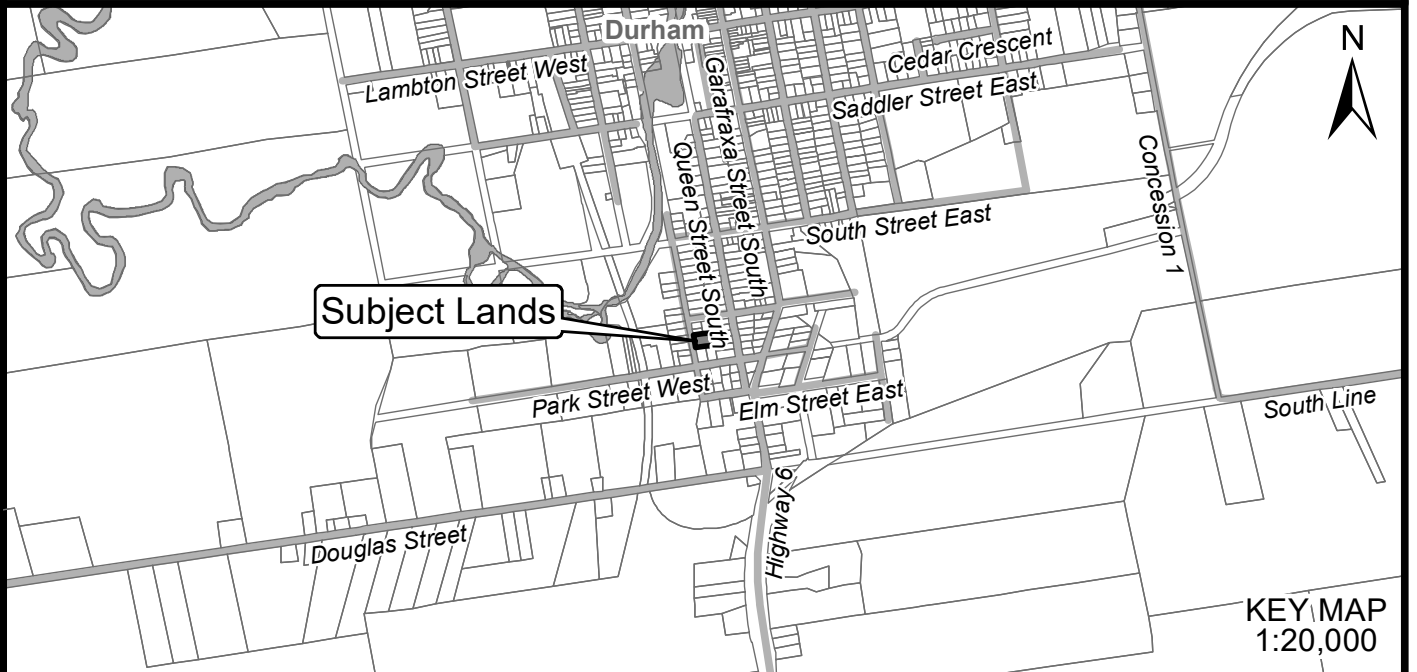 Durham
N
Cedar Crescent
Lambton Street West
Saddler Street East
Garafraxa Street South
Queen Street South
Concession 1
South Street East
Subject Lands
Park Street West
Elm Street East
South Line
Highway 6
Douglas Street
KEY MAP
1:20,000